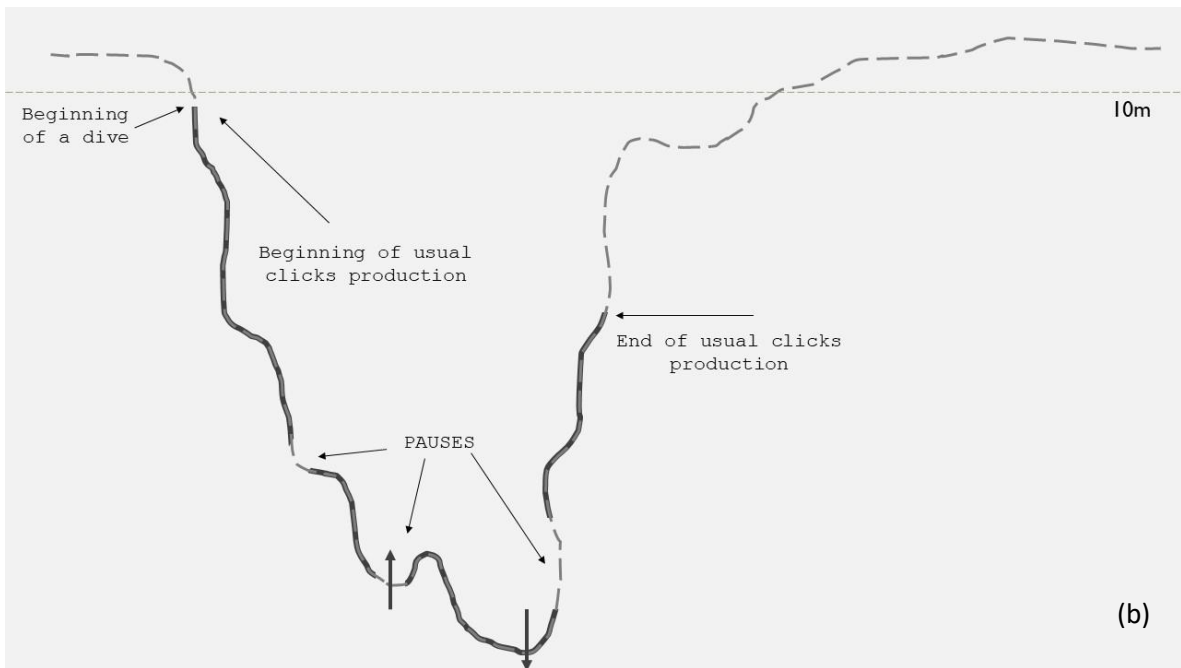 10m
Beginning
of a dive
Beginning of usual
clicks production
End of usual clicks
production
PAUSES
(b)